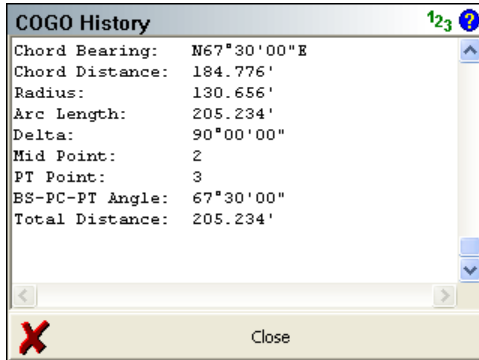 COGO History 123 ?
Chord Bearing: N67°30'00"E
Chord Distance: 184.776'
Radius: 130.656'
Arc Length: 205.234'
Delta: 90°00'00"
Mid Point: 2
PT Point: 3
BS-PC-PT Angle: 67°30'00"
Total Distance: 205.234'
Close